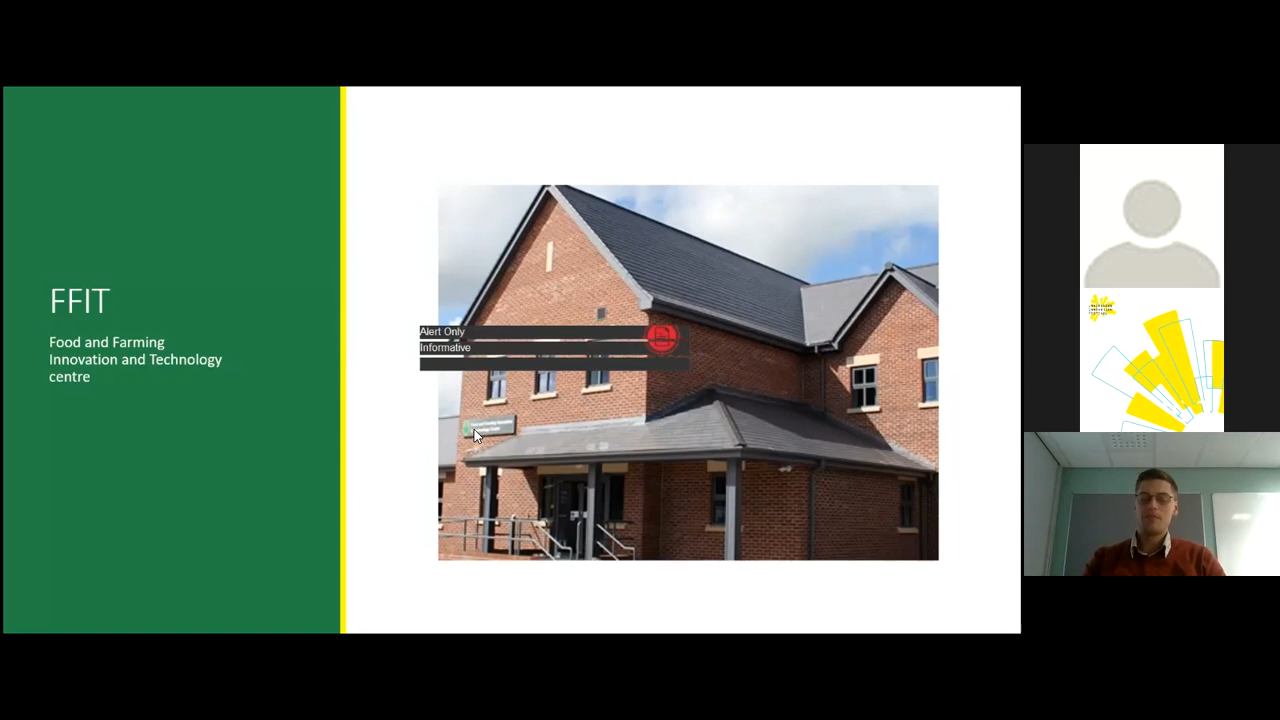 FFIT
Food and Farming
Innovation and Technology
centre
Alert Only
Informative